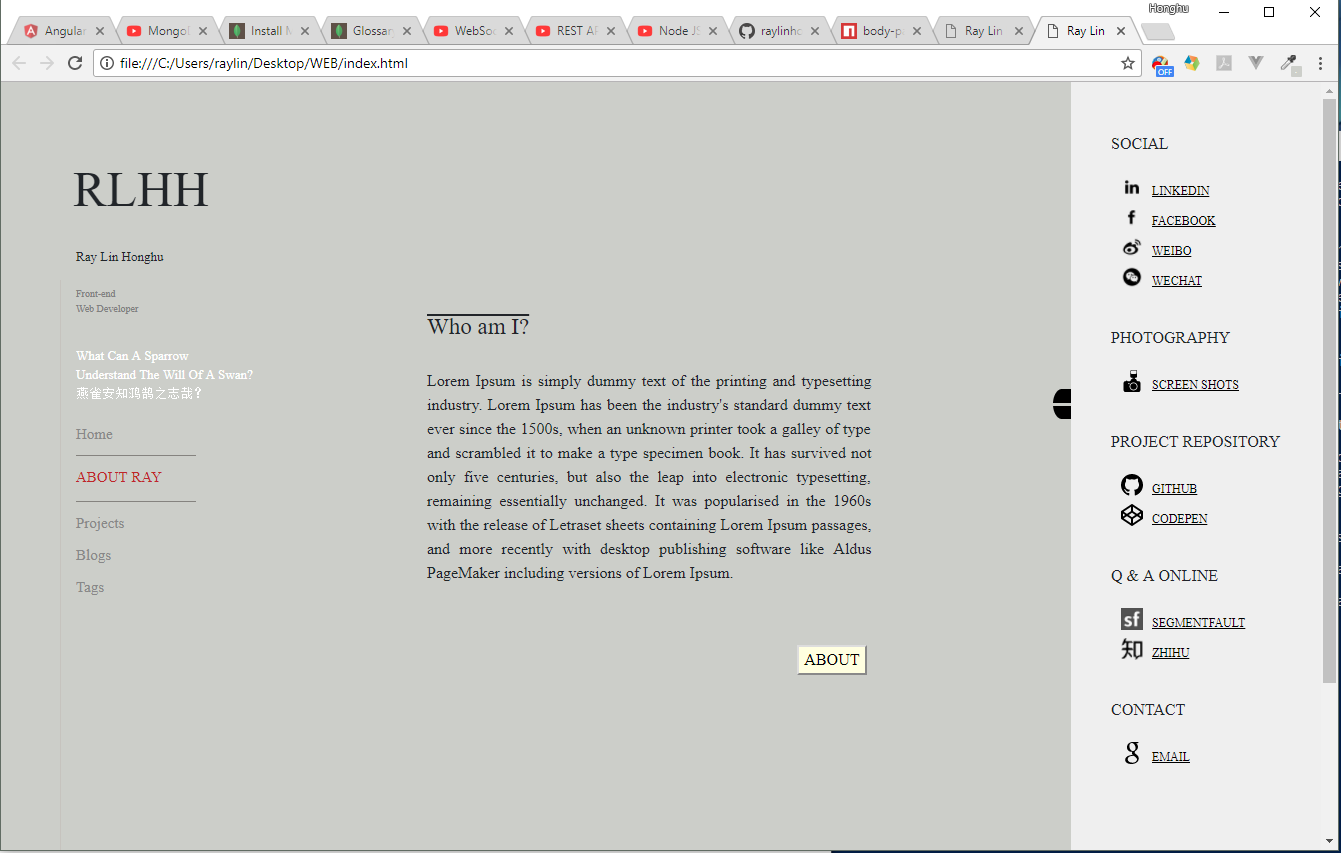 Honghu
Angular
MongoD
Install M
Glossar
WebSoc
REST AP
Node JS
raylinho
body-pa
Ray Lin
Ray Lin
file:///C:/Users/raylin/Desktop/WEB/index.html
OFF
RLHH
Ray Lin Honghu
Front-end
Web Developer
What Can A Sparrow
Understand The Will Of A Swan?
燕雀安知鸿鹄之志哉?
Home
ABOUT RAY
Projects
Blogs
Tags
Who am I?
Lorem Ipsum is simply dummy text of the printing and typesetting
industry. Lorem Ipsum has been the industry's standard dummy text
ever since the 1500s, when an unknown printer took a galley of type
and scrambled it to make a type specimen book. It has survived not
only five centuries, but also the leap into electronic typesetting,
remaining essentially unchanged. It was popularised in the 1960s
with the release of Letraset sheets containing Lorem Ipsum passages,
and more recently with desktop publishing software like Aldus
PageMaker including versions of Lorem Ipsum.
ABOUT
SOCIAL
in LINKEDIN
f FACEBOOK
WEIBO
WECHAT
PHOTOGRAPHY
SCREEN SHOTS
PROJECT REPOSITORY
GITHUB
CODEPEN
Q & A ONLINE
sf SEGMENTFAULT
知 ZHIHU
CONTACT
g EMAIL